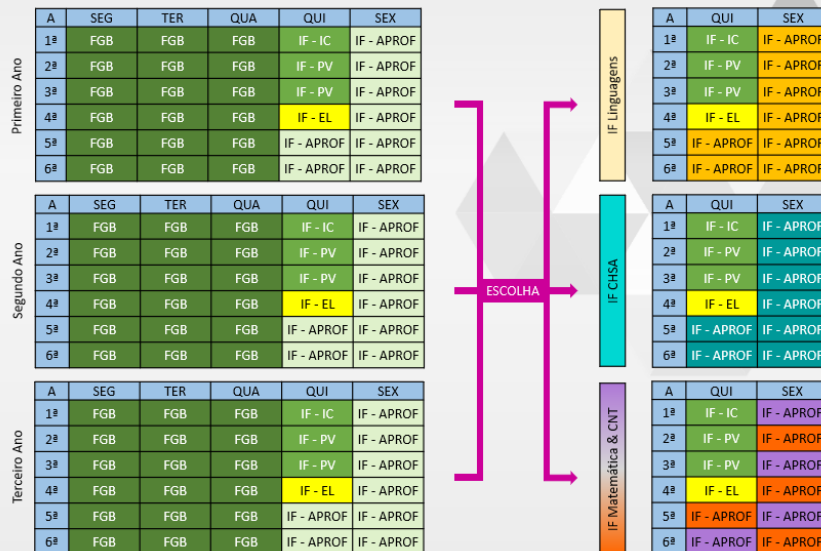 Primeiro Ano
A SEG TER QUA QUI SEX
1ª FGB FGB FGB IF - IC IF - APROF
2ª FGB FGB FGB IF - PV IF - APROF
3ª FGB FGB FGB IF - PV IF - APROF
4ª FGB FGB FGB IF - EL IF - APROF
5ª FGB FGB FGB IF - APROF IF - APROF
6ª FGB FGB FGB IF - APROF IF - APROF
Segundo Ano
A SEG TER QUA QUI SEX
1ª FGB FGB FGB IF - IC IF - APROF
2ª FGB FGB FGB IF - PV IF - APROF
3ª FGB FGB FGB IF - PV IF - APROF
4ª FGB FGB FGB IF - EL IF - APROF
5ª FGB FGB FGB IF - APROF IF - APROF
6ª FGB FGB FGB IF - APROF IF - APROF
Terceiro Ano
A SEG TER QUA QUI SEX
1ª FGB FGB FGB IF - IC IF - APROF
2ª FGB FGB FGB IF - PV IF - APROF
3ª FGB FGB FGB IF - PV IF - APROF
4ª FGB FGB FGB IF - EL IF - APROF
5ª FGB FGB FGB IF - APROF IF - APROF
6ª FGB FGB FGB IF - APROF IF - APROF
ESCOLHA
IF Linguagens
A QUI SEX
1ª IF - IC IF - APROF
2ª IF - PV IF - APROF
3ª IF - PV IF - APROF
4ª IF - EL IF - APROF
5ª IF - APROF IF - APROF
6ª IF - APROF IF - APROF
IF CHSA
A QUI SEX
1ª IF - IC IF - APROF
2ª IF - PV IF - APROF
3ª IF - PV IF - APROF
4ª IF - EL IF - APROF
5ª IF - APROF IF - APROF
6ª IF - APROF IF - APROF
IF Matemática & CNT
A QUI SEX
1ª IF - IC IF - APROF
2ª IF - PV IF - APROF
3ª IF - PV IF - APROF
4ª IF - EL IF - APROF
5ª IF - APROF IF - APROF
6ª IF - APROF IF - APROF